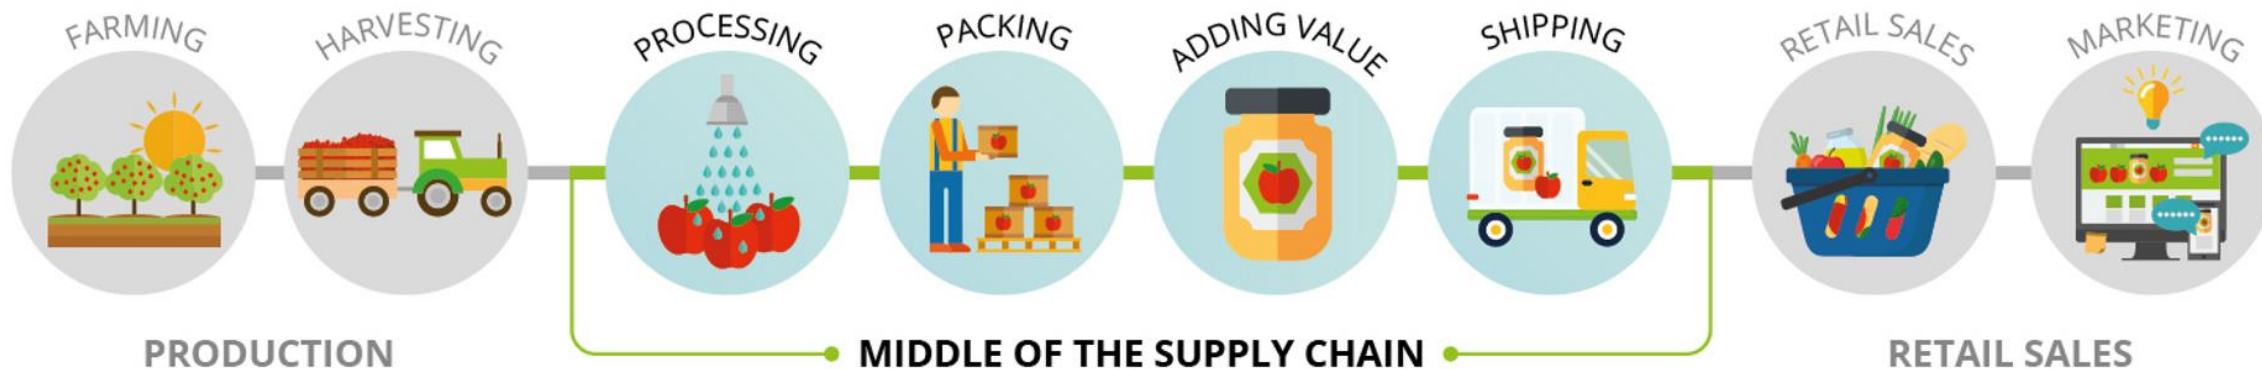 FARMING
HARVESTING
PROCESSING
PACKING
ADDING VALUE
SHIPPING
RETAIL SALES
MARKETING
PRODUCTION
MIDDLE OF THE SUPPLY CHAIN
RETAIL SALES